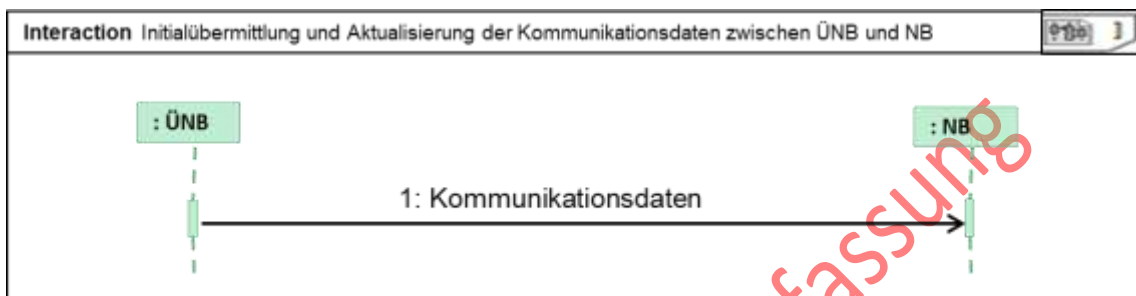 Interaction Initialübermittlung und Aktualisierung der Kommunikationsdaten zwischen ÜNB und NB
: ÜNB
: NB
1: Kommunikationsdaten
fassung